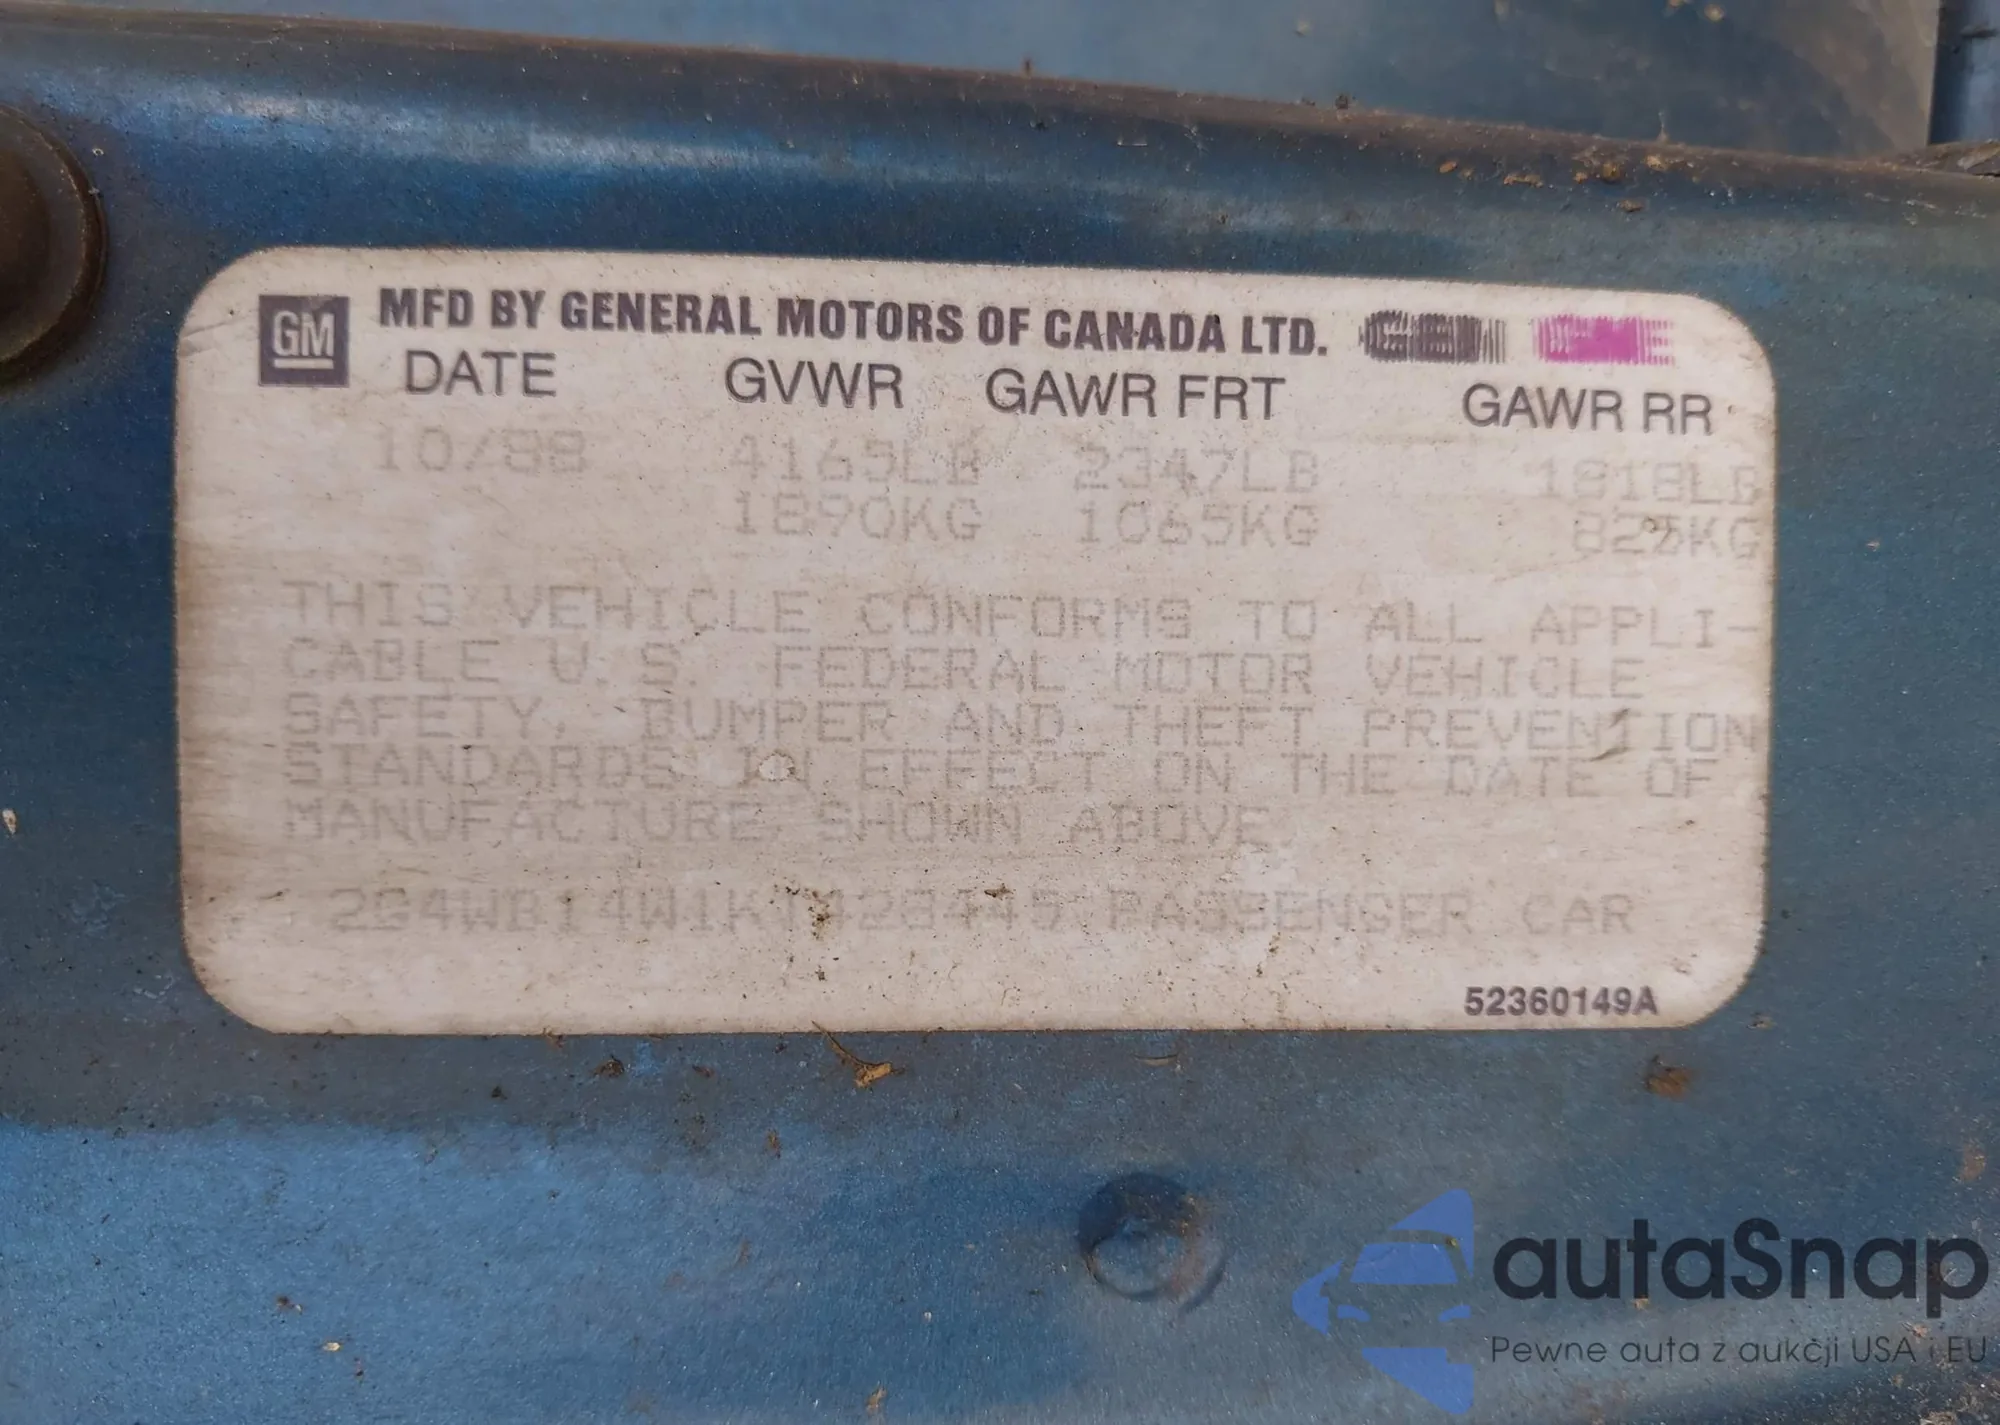 GM MFD BY GENERAL MOTORS OF CANADA LTD.
DATE GVWR GAWR FRT GAWR RR
10/88 4165LB 2347LB 1818LB
1890KG 1065KG 825KG
THIS VEHICLE CONFORMS TO ALL APPLI-
CABLE U.S. FEDERAL MOTOR VEHICLE
SAFETY, BUMPER AND THEFT PREVENTION
STANDARDS IN EFFECT ON THE DATE OF
MANUFACTURE SHOWN ABOVE.
2G4WB14W1K1428445 PASSENGER CAR
52360149A
autaSnap
Pewne auta z aukcji USA i EU